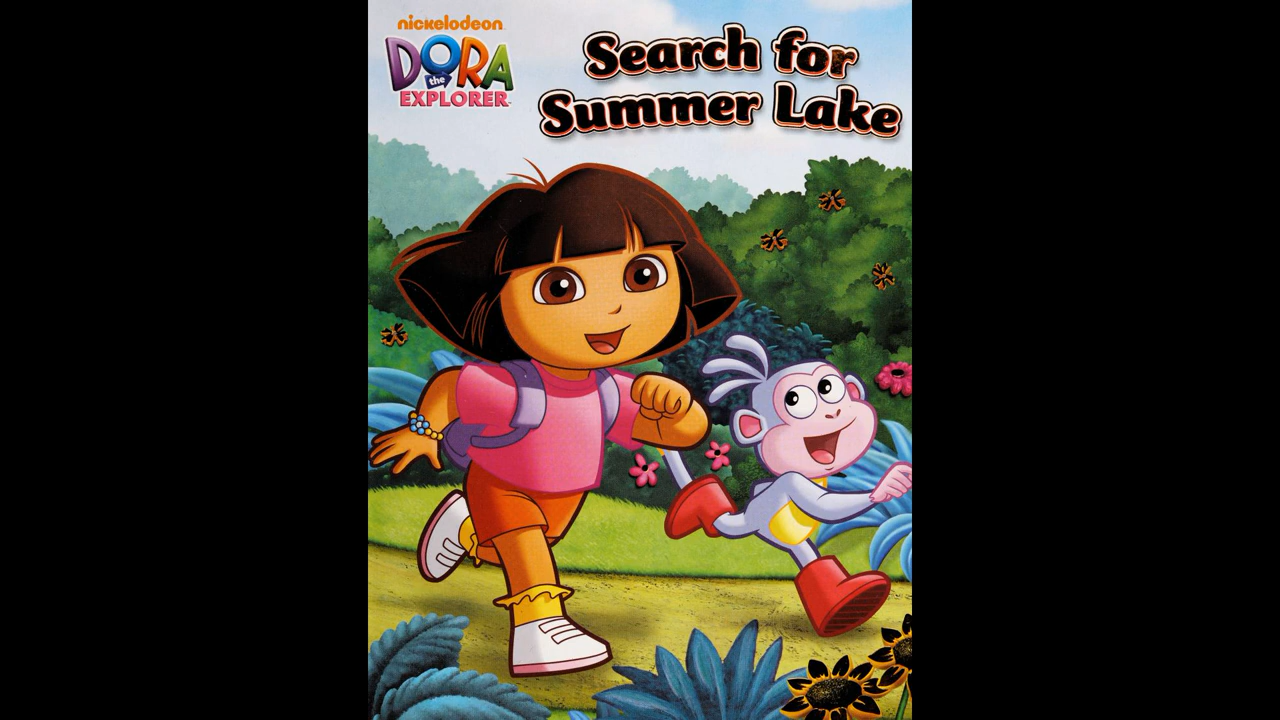 nickelodeon
DORA
the
EXPLORER
Search for
Summer Lake